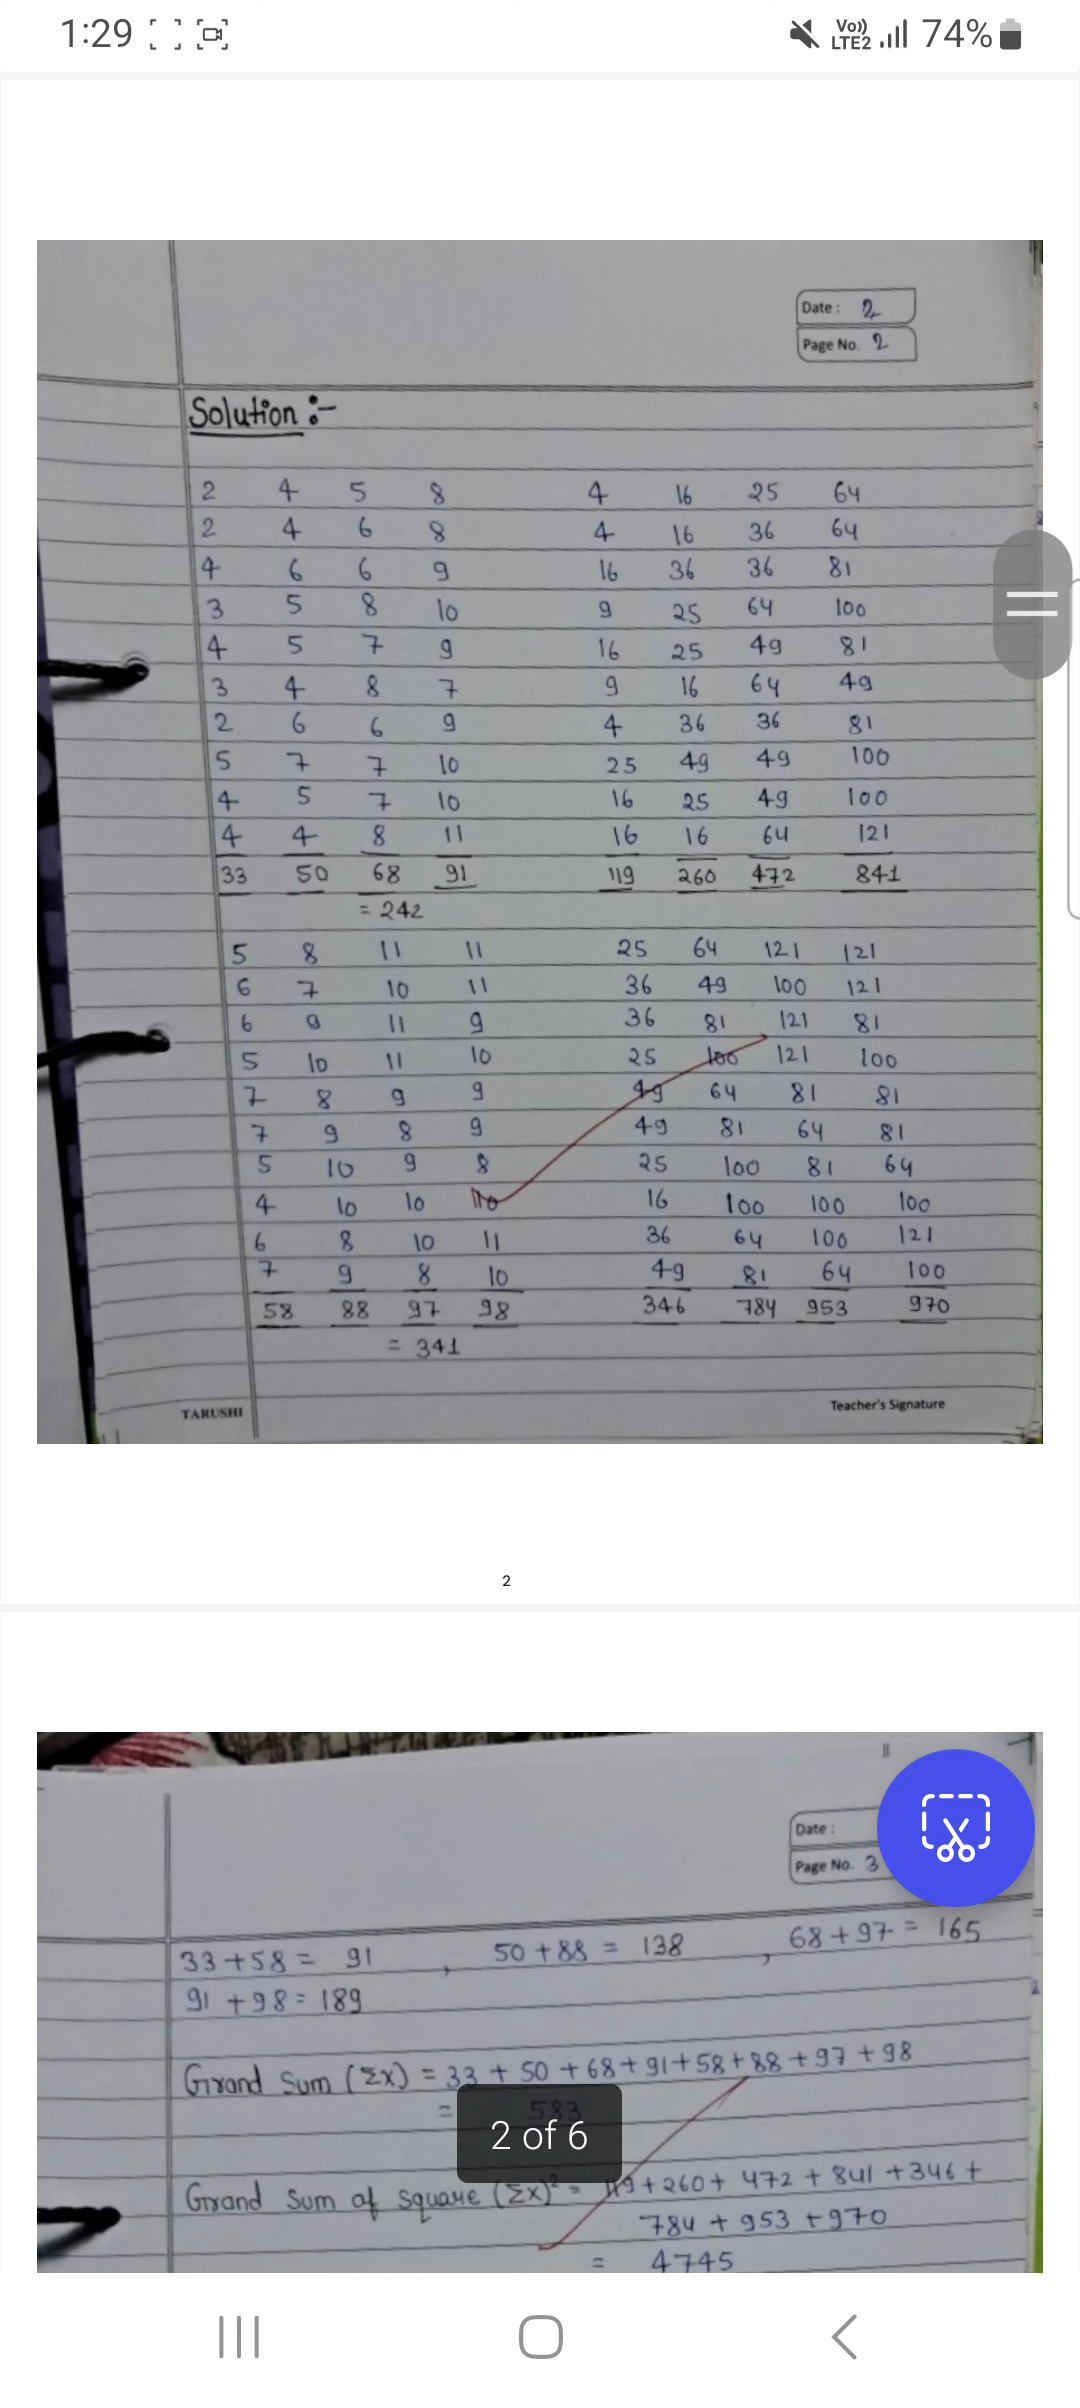 1:29 Vo)) LTE2 74%
Date: 2
Page No. 2
Solution :-
2 4 5 8 4 16 25 64
2 4 6 8 4 16 36 64
4 6 6 9 16 36 36 81
3 5 8 10 9 25 64 100
4 5 7 9 16 25 49 81
3 4 8 7 9 16 64 49
2 6 6 9 4 36 36 81
5 7 7 10 25 49 49 100
4 5 7 10 16 25 49 100
4 4 8 11 16 16 64 121
33 50 68 91 119 260 472 841
= 242
5 8 11 11 25 64 121 121
6 7 10 11 36 49 100 121
6 9 11 9 36 81 121 81
5 10 11 10 25 100 121 100
7 8 9 9 49 64 81 81
7 9 8 9 49 81 64 81
5 10 9 8 25 100 81 64
4 10 10 10 16 100 100 100
6 8 10 11 36 64 100 121
7 9 8 10 49 81 64 100
58 88 97 98 346 784 953 970
= 341
TARUSHI Teacher's Signature
2
Date:
Page No. 3
33+58 = 91 , 50+88 = 138 , 68+97 = 165
91 +98 = 189
Grand Sum (Σx) = 33 + 50 + 68 + 91 + 58 + 88 + 97 + 98
= 583
2 of 6
Grand Sum of square (Σx)² = 119 + 260 + 472 + 841 + 346 +
784 + 953 + 970
= 4745